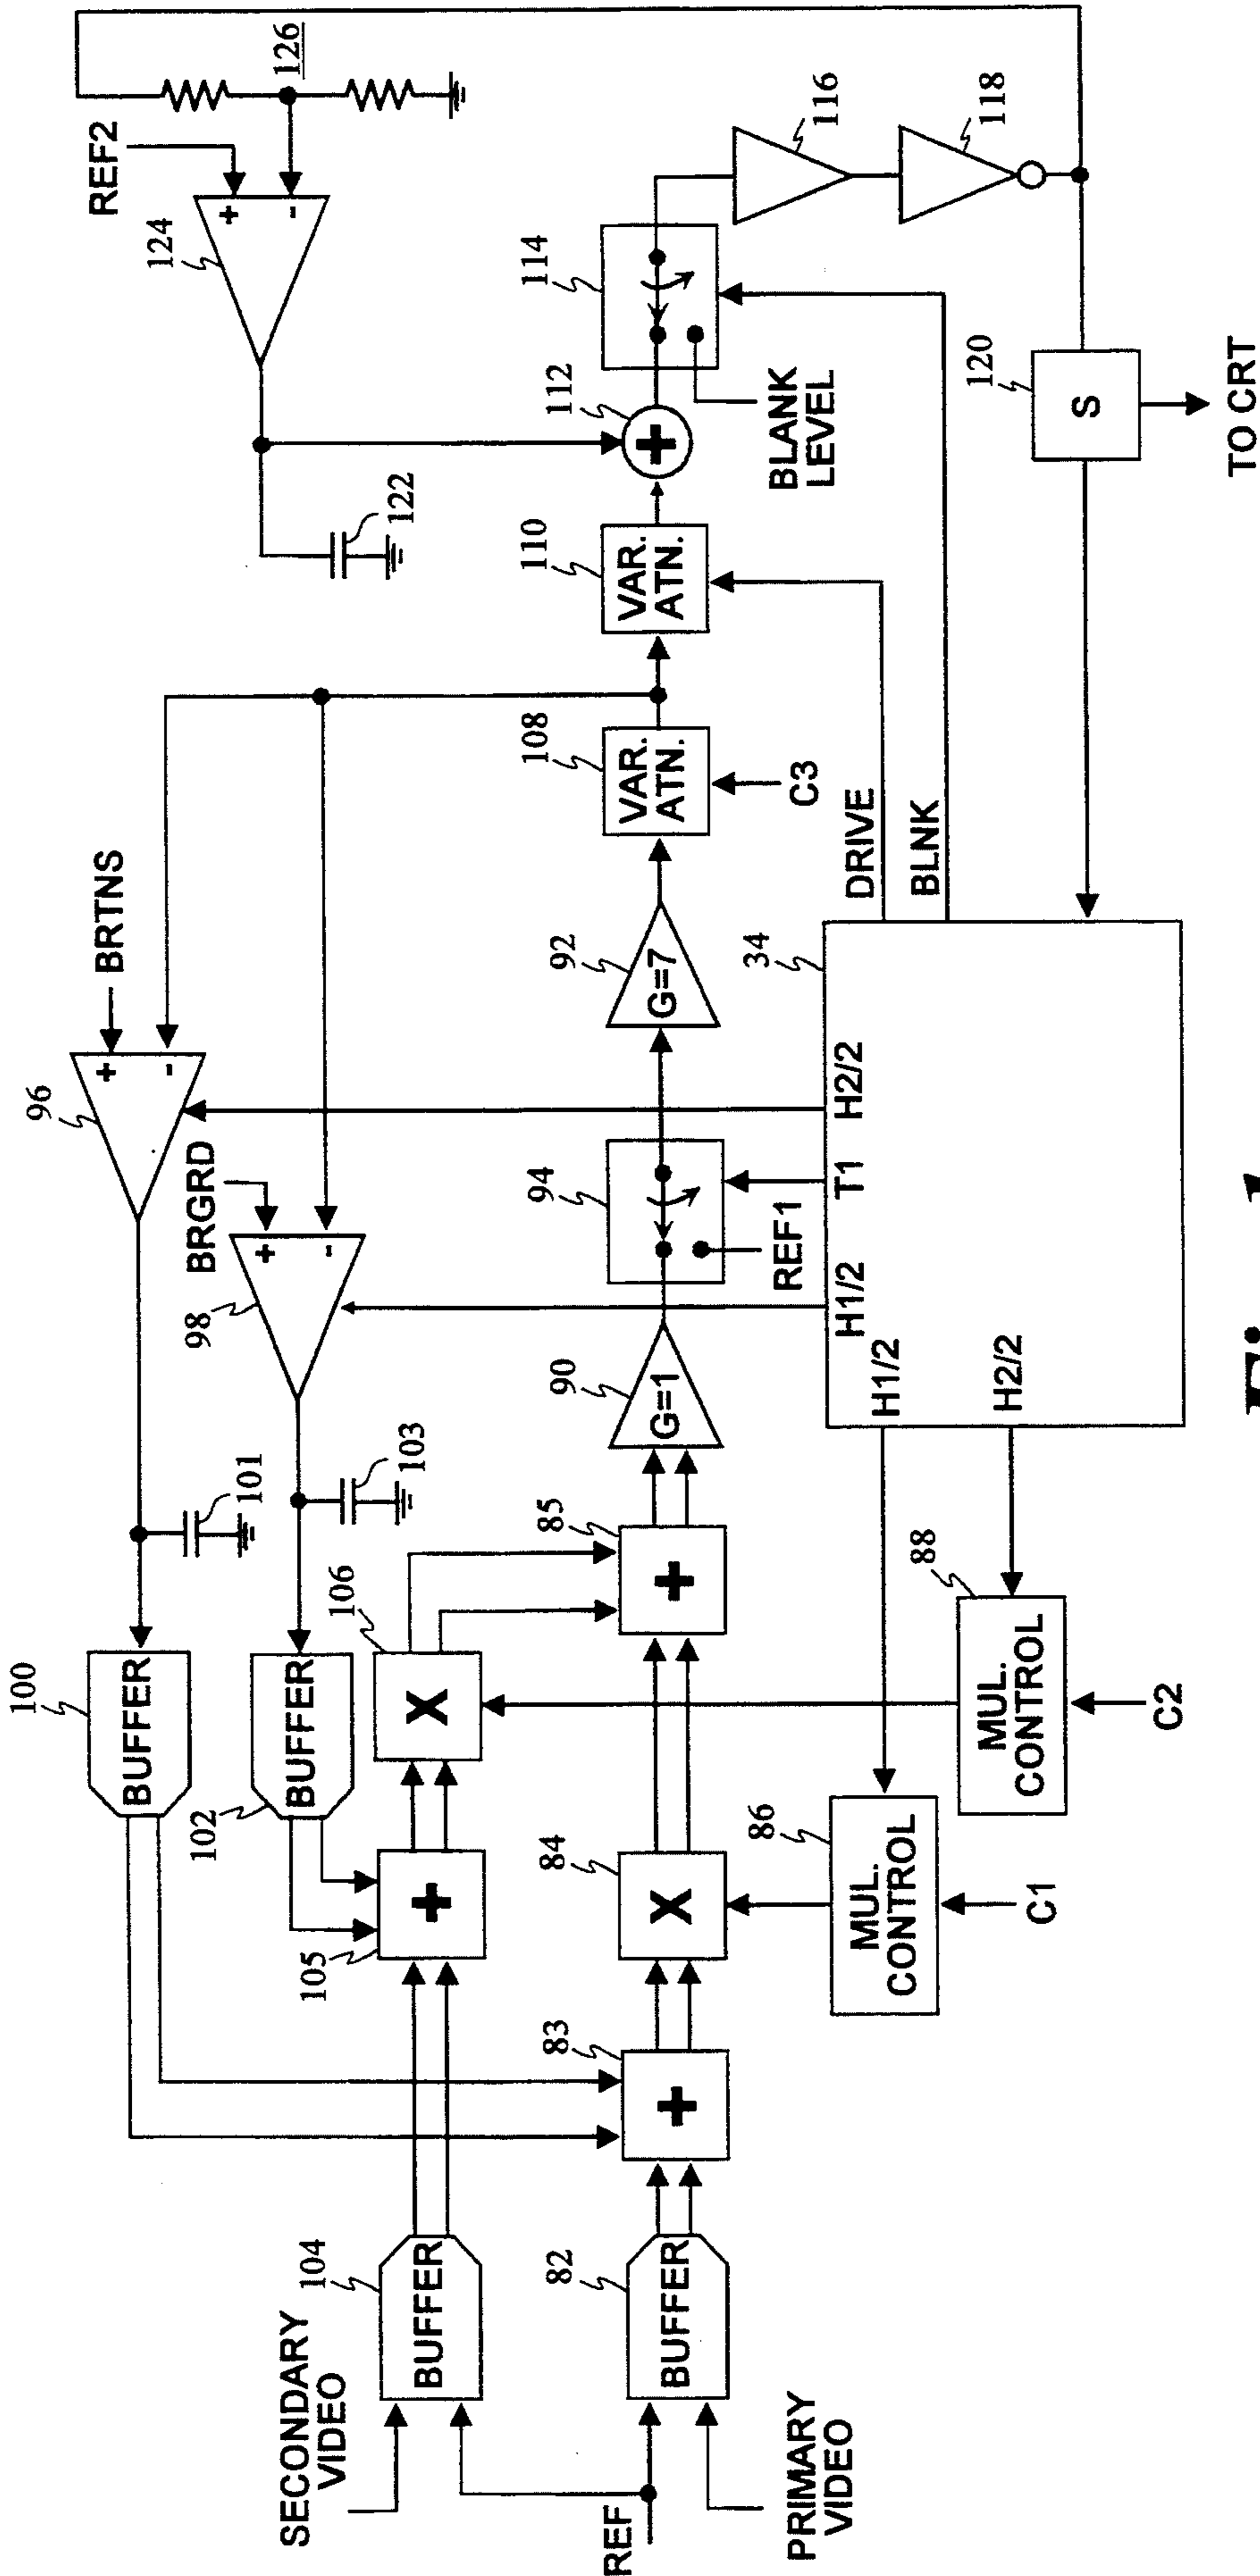 100
BUFFER
101
96
+
-
BRTNS
REF2
124
+
-
126
SECONDARY
VIDEO
104
BUFFER
102
BUFFER
103
98
BRGRD
+
-
122
105
+
106
X
REF
82
BUFFER
83
+
84
X
85
+
90
G=1
94
REF1
92
G=7
108
VAR.
ATN.
C3
110
VAR.
ATN.
112
+
114
BLANK
LEVEL
116
118
PRIMARY
VIDEO
86
MUL.
CONTROL
C1
88
MUL.
CONTROL
C2
34
H1/2
H1/2
T1
H2/2
H2/2
DRIVE
BLNK
120
S
TO CRT